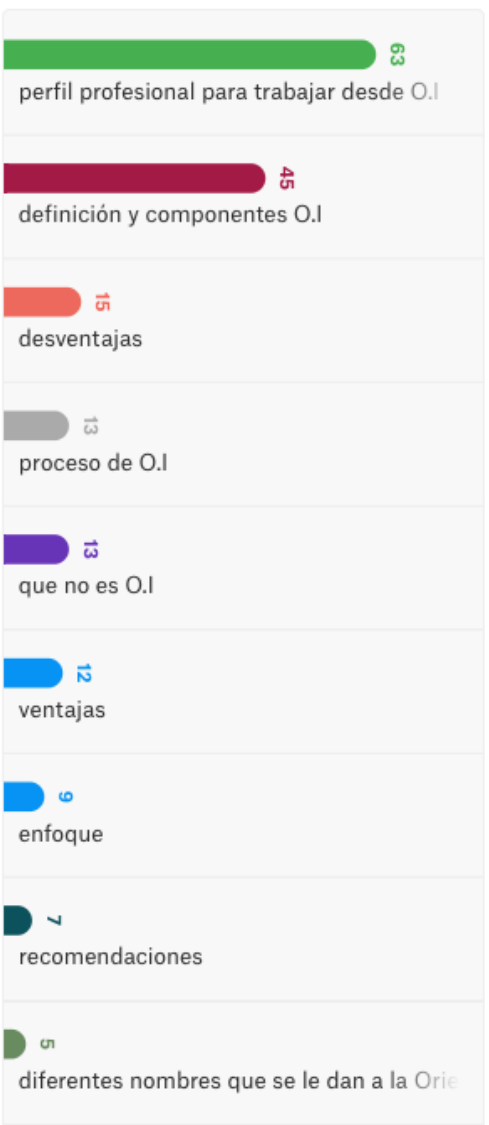 63
perfil profesional para trabajar desde O.I
45
definición y componentes O.I
15
desventajas
13
proceso de O.I
13
que no es O.I
12
ventajas
9
enfoque
7
recomendaciones
5
diferentes nombres que se le dan a la Orie